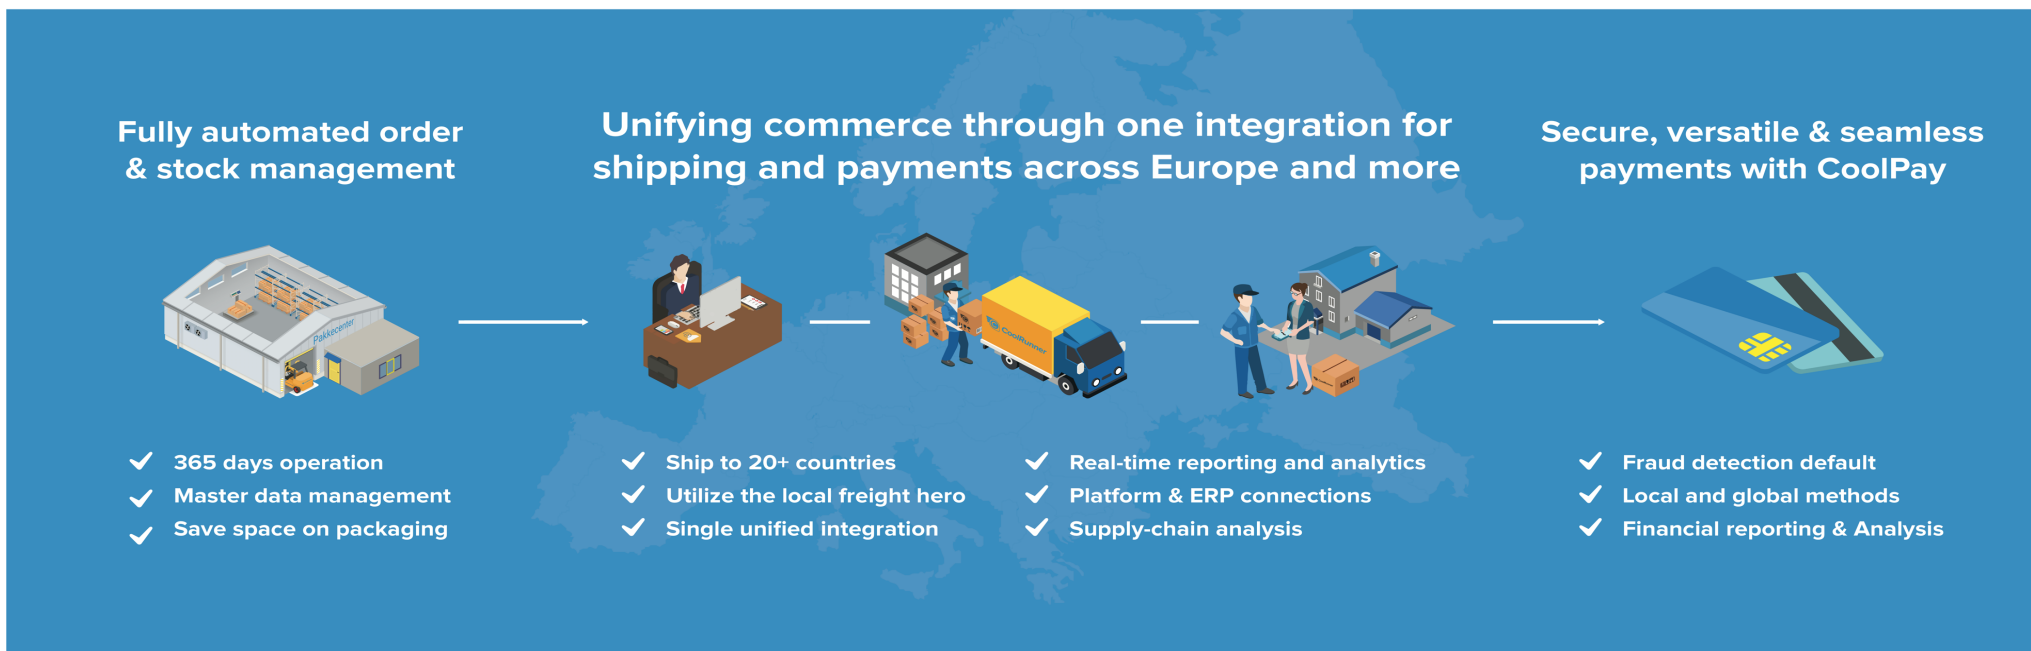 Fully automated order
& stock management
Unifying commerce through one integration for
shipping and payments across Europe and more
Secure, versatile & seamless
payments with CoolPay
Pakkecenter
CoolRunner
365 days operation
Master data management
Save space on packaging
Ship to 20+ countries
Utilize the local freight hero
Single unified integration
Real-time reporting and analytics
Platform & ERP connections
Supply-chain analysis
Fraud detection default
Local and global methods
Financial reporting & Analysis